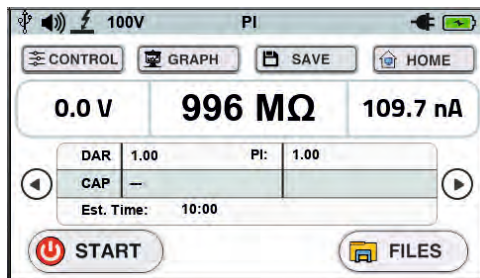 100V PI
CONTROL GRAPH SAVE HOME
0.0 V 996 MΩ 109.7 nA
DAR 1.00 PI: 1.00
CAP --
Est. Time: 10:00
START FILES